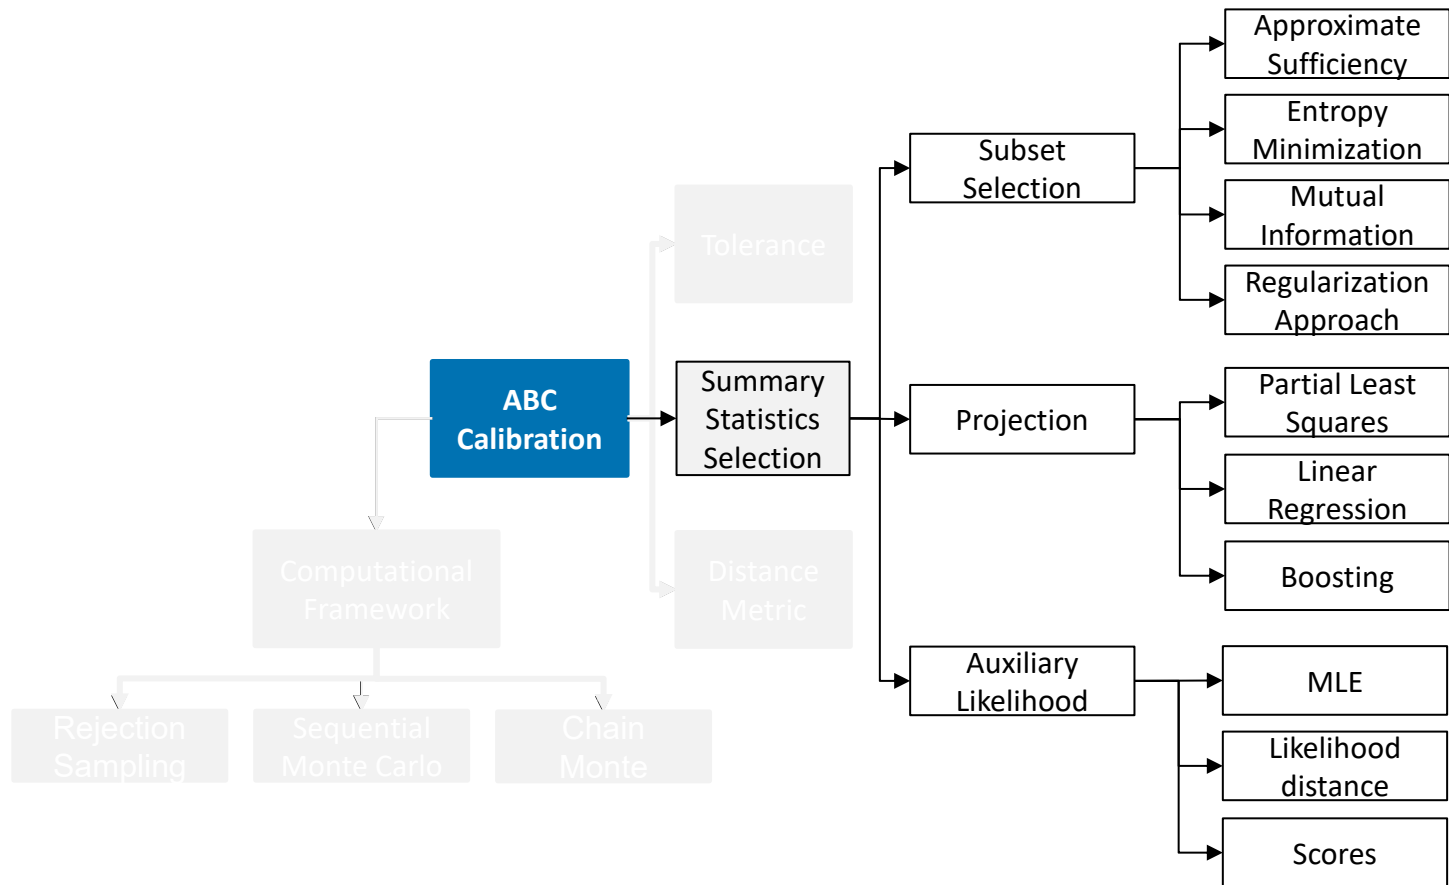 Approximate
Sufficiency
Entropy
Minimization
Subset
Selection
Mutual
Information
Tolerance
Regularization
Approach
ABC
Calibration
Summary
Statistics
Selection
Projection
Partial Least
Squares
Linear
Regression
Computational
Framework
Distance
Metric
Boosting
Auxiliary
Likelihood
MLE
Rejection
Sampling
Sequential
Monte Carlo
Chain
Monte
Likelihood
distance
Scores